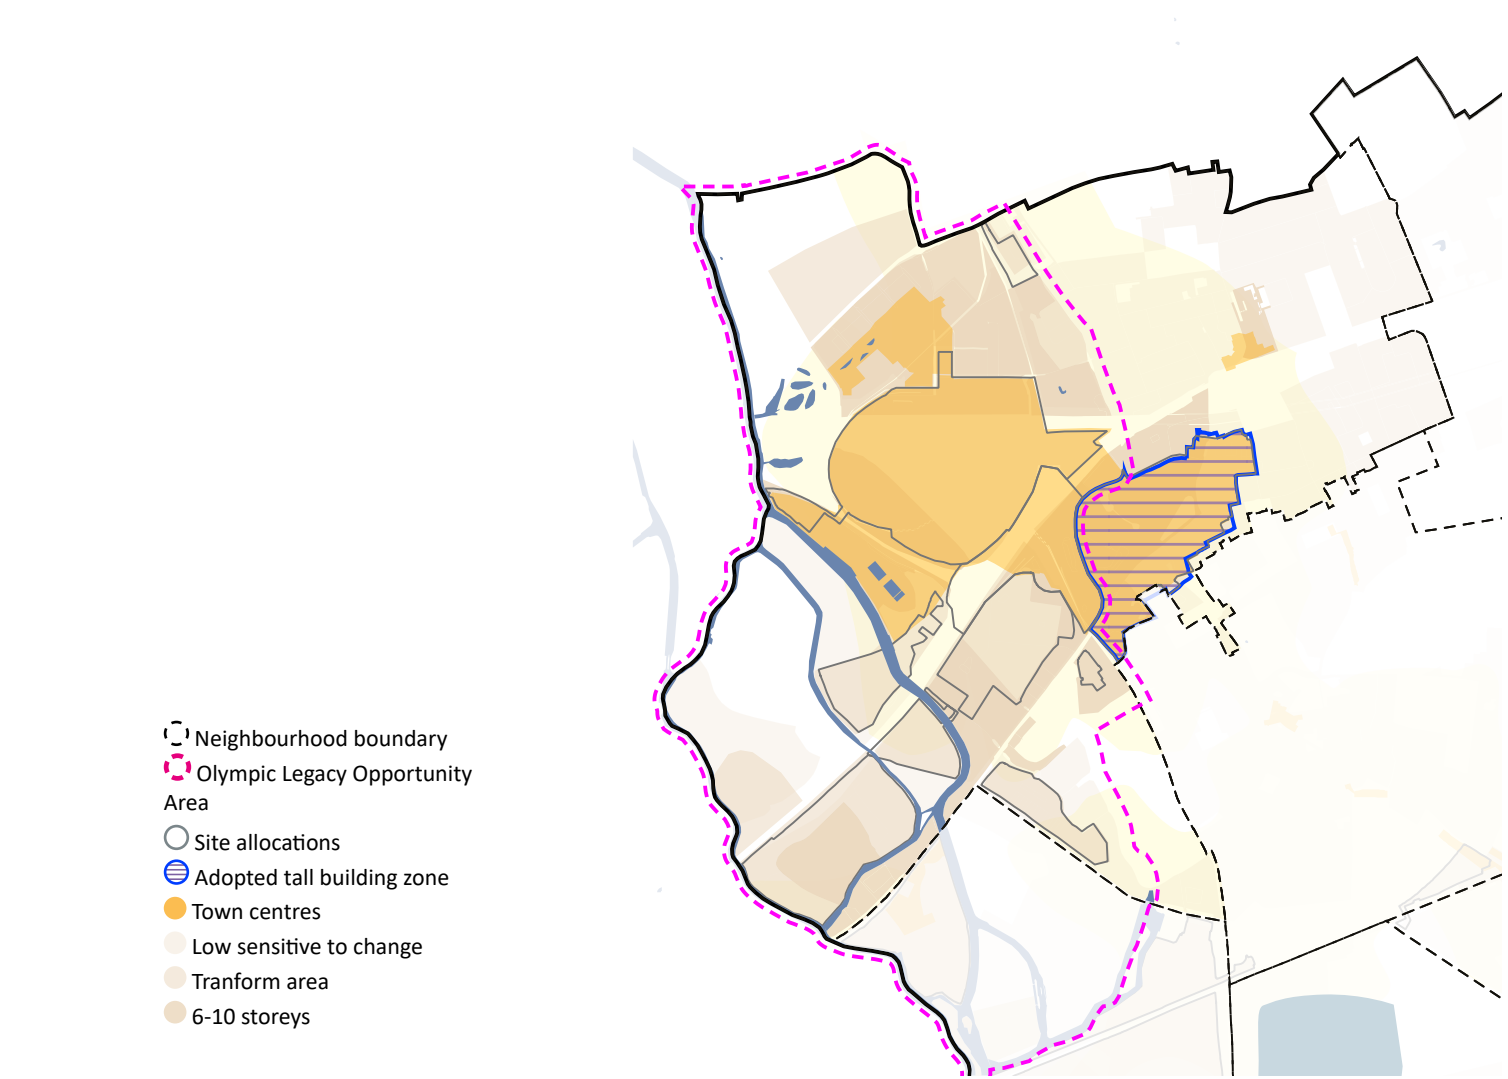 Neighbourhood boundary
Olympic Legacy Opportunity
Area
Site allocations
Adopted tall building zone
Town centres
Low sensitive to change
Tranform area
6-10 storeys